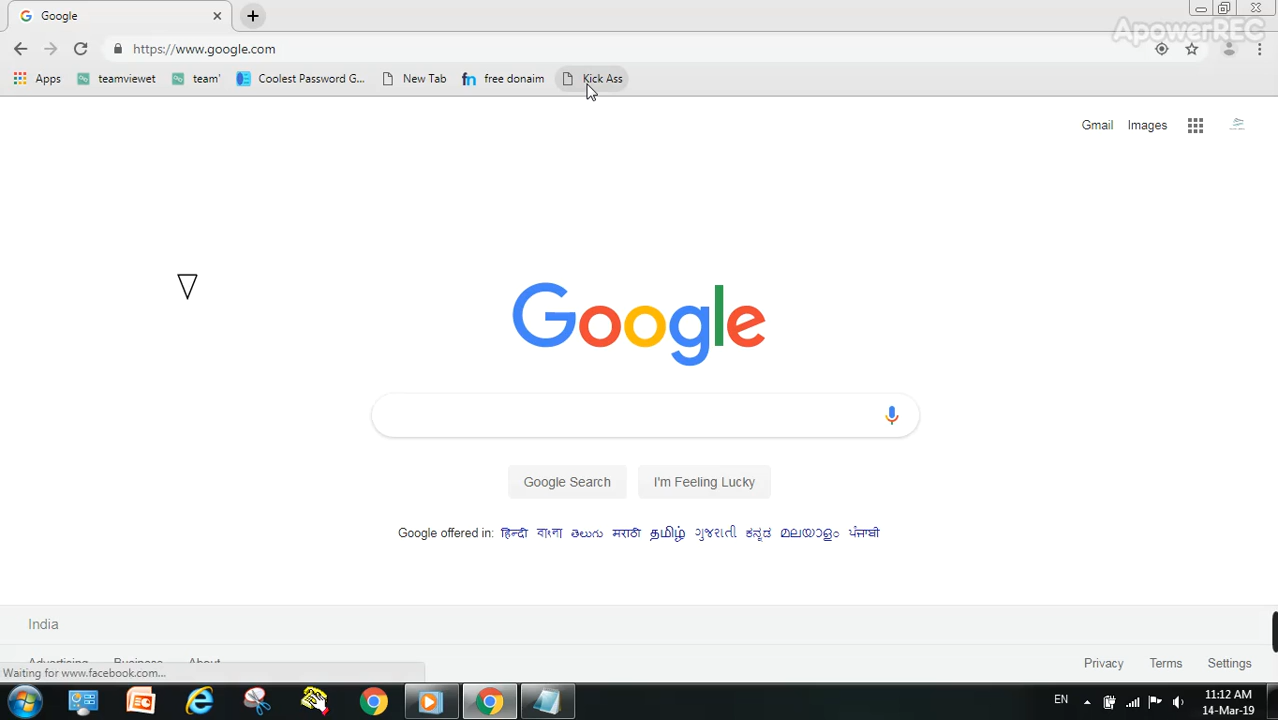 Google
ApowerREC
https://www.google.com
Apps teamviewet team' Coolest Password G... New Tab free donaim Kick Ass
Gmail Images
Google
Google Search I'm Feeling Lucky
Google offered in: हिन्दी বাংলা తెలుగు मराठी தமிழ் ગુજરાતી ಕನ್ನಡ മലയാളം ਪੰਜਾਬੀ
India
Advertising Business About
Privacy Terms Settings
Waiting for www.facebook.com...
EN 11:12 AM
14-Mar-19